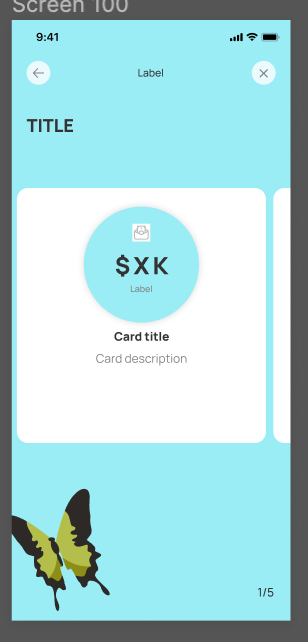 Screen 100
9:41
Label
TITLE
$XK
Label
Card title
Card description
1/5